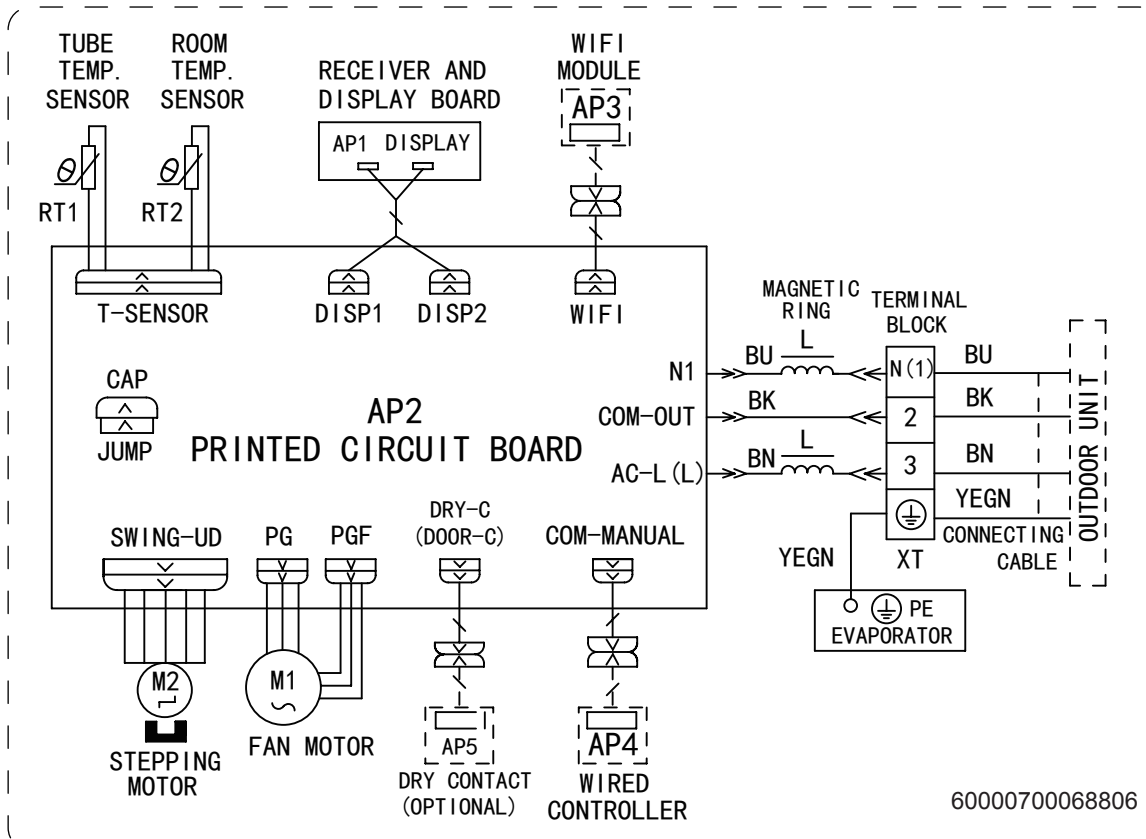 TUBE
TEMP.
SENSOR
ROOM
TEMP.
SENSOR
RECEIVER AND
DISPLAY BOARD
WIFI
MODULE
AP3
AP1 DISPLAY
θ
RT1
θ
RT2
T-SENSOR
DISP1
DISP2
WIFI
MAGNETIC
RING
TERMINAL
BLOCK
CAP
JUMP
AP2
PRINTED CIRCUIT BOARD
N1
BU
L
N(1)
BU
COM-OUT
BK
2
BK
AC-L(L)
BN
L
3
BN
YEGN
XT
CONNECTING
CABLE
OUTDOOR UNIT
YEGN
PE
EVAPORATOR
SWING-UD
PG
PGF
DRY-C
(DOOR-C)
COM-MANUAL
M2
STEPPING
MOTOR
M1
FAN MOTOR
AP5
DRY CONTACT
(OPTIONAL)
AP4
WIRED
CONTROLLER
60000700068806